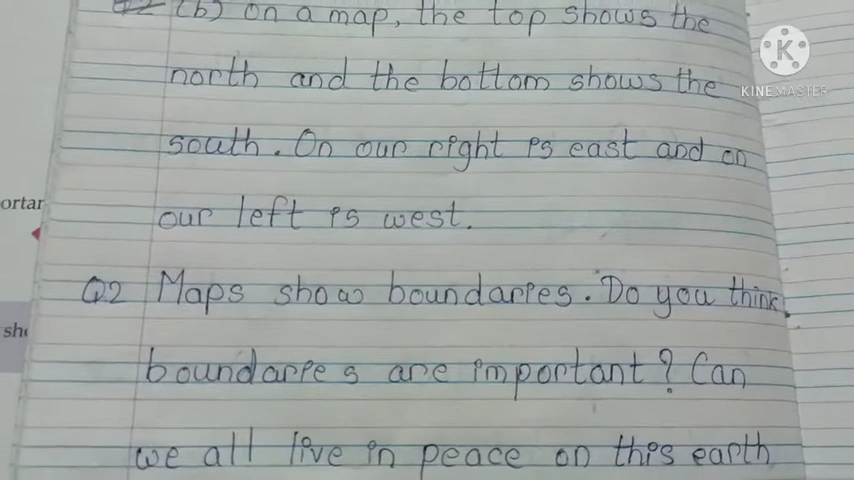 (b) On a map, the top shows the
K
KINEMASTER
north and the bottom shows the
south. On our right is east and on
ortar
our left is west.
Q2 Maps show boundaries. Do you think
sho
boundaries are important? Can
we all live in peace on this earth